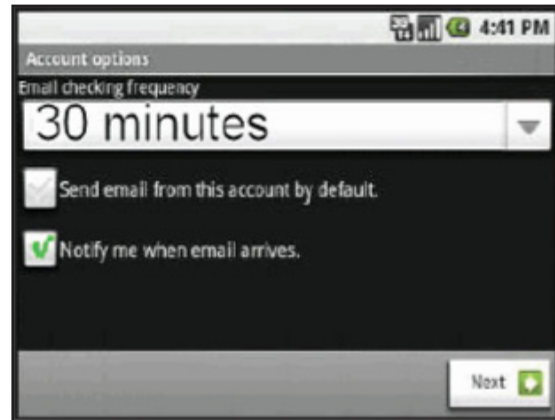 3G
4:41 PM
Account options
Email checking frequency
30 minutes
Send email from this account by default.
Notify me when email arrives.
Next